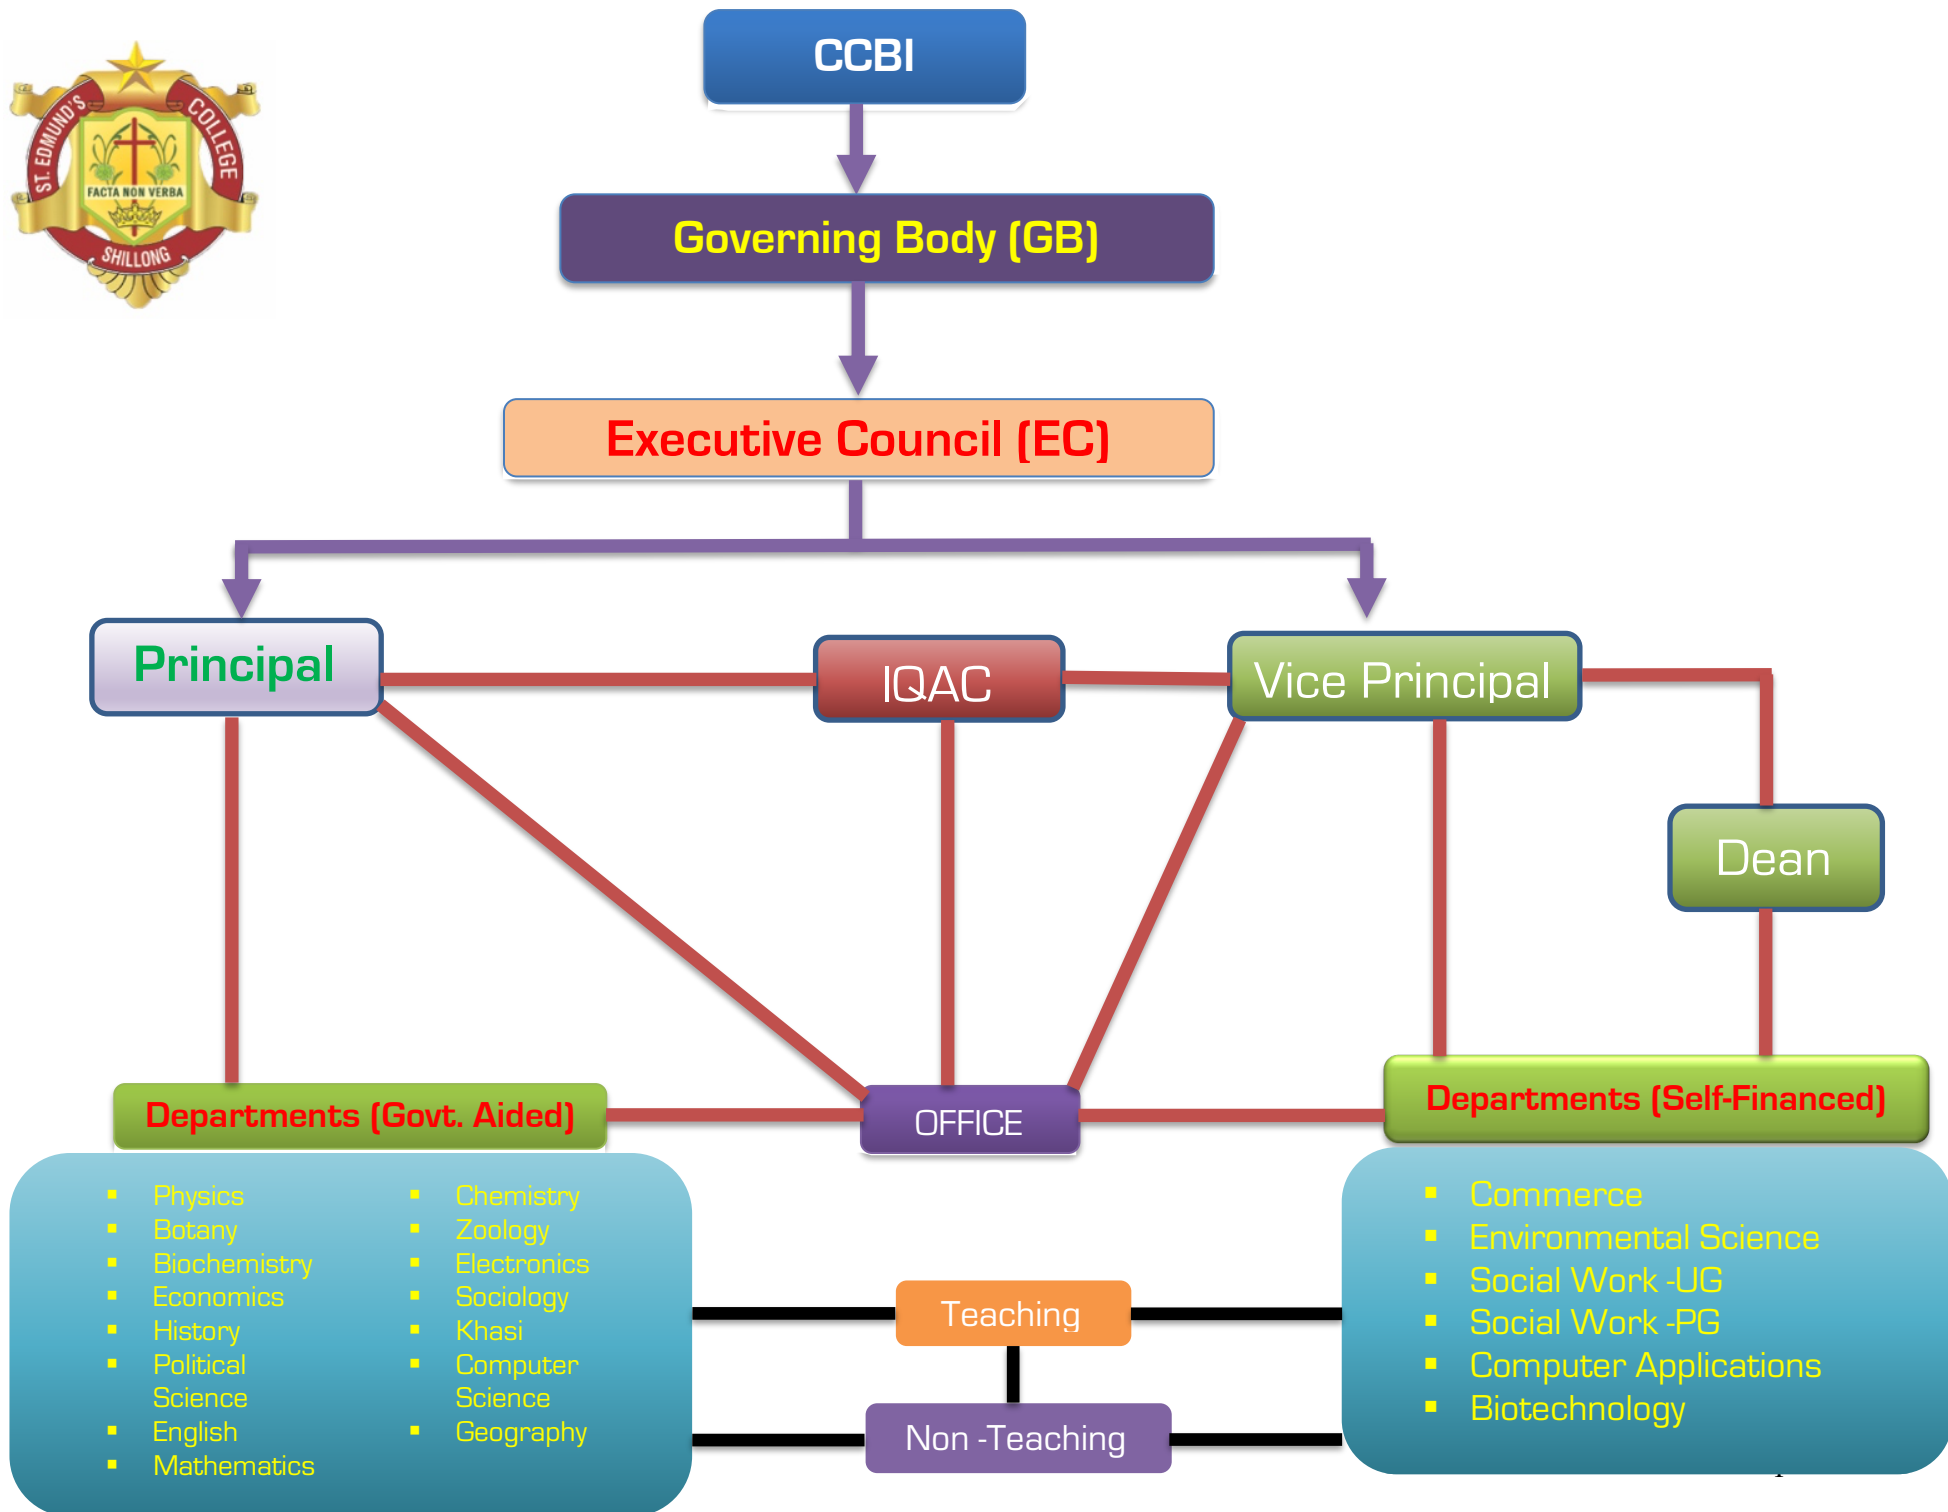 ST. EDMUND'S COLLEGE
FACTA NON VERBA
SHILLONG
CCBI
Governing Body (GB)
Executive Council (EC)
Principal
IQAC
Vice Principal
Dean
Departments (Govt. Aided)
OFFICE
Departments (Self-Financed)
Physics
Botany
Biochemistry
Economics
History
Political
Science
English
Mathematics
Chemistry
Zoology
Electronics
Sociology
Khasi
Computer
Science
Geography
Teaching
Non -Teaching
Commerce
Environmental Science
Social Work -UG
Social Work -PG
Computer Applications
Biotechnology